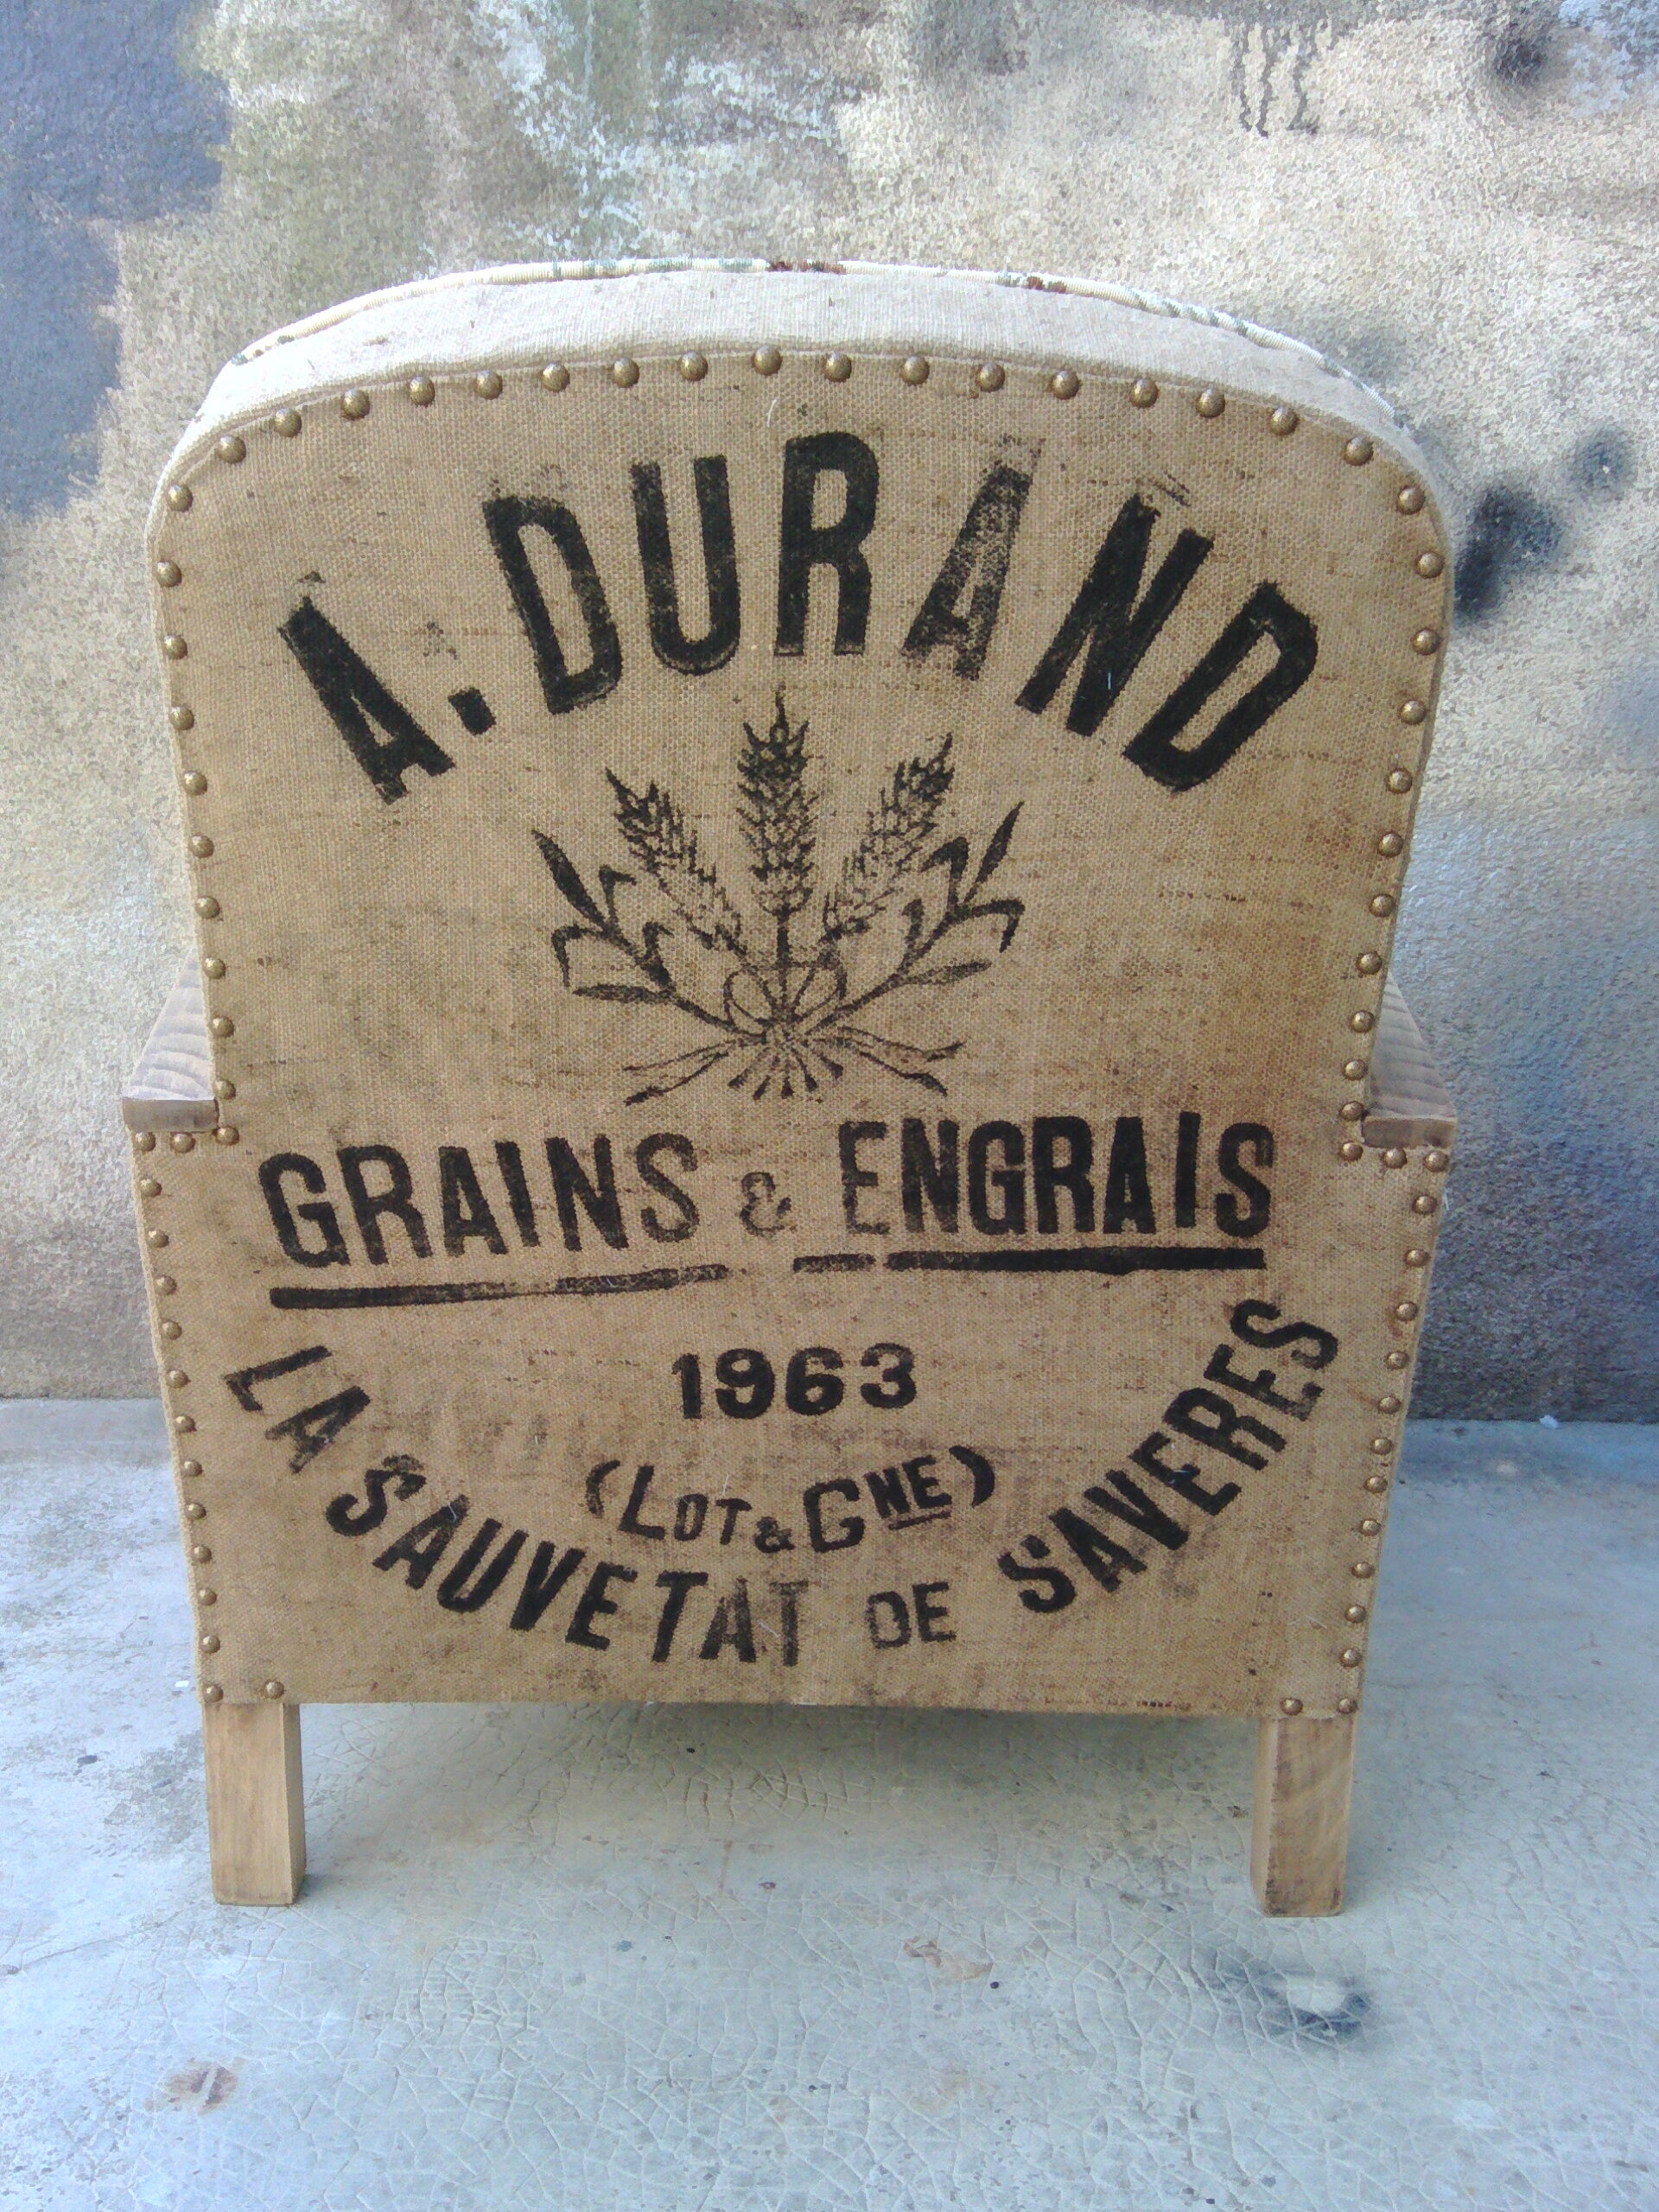 A. DURAND
GRAINS & ENGRAIS
1963
(LOT & GNE)
LA SAUVETAT DE SAVERES